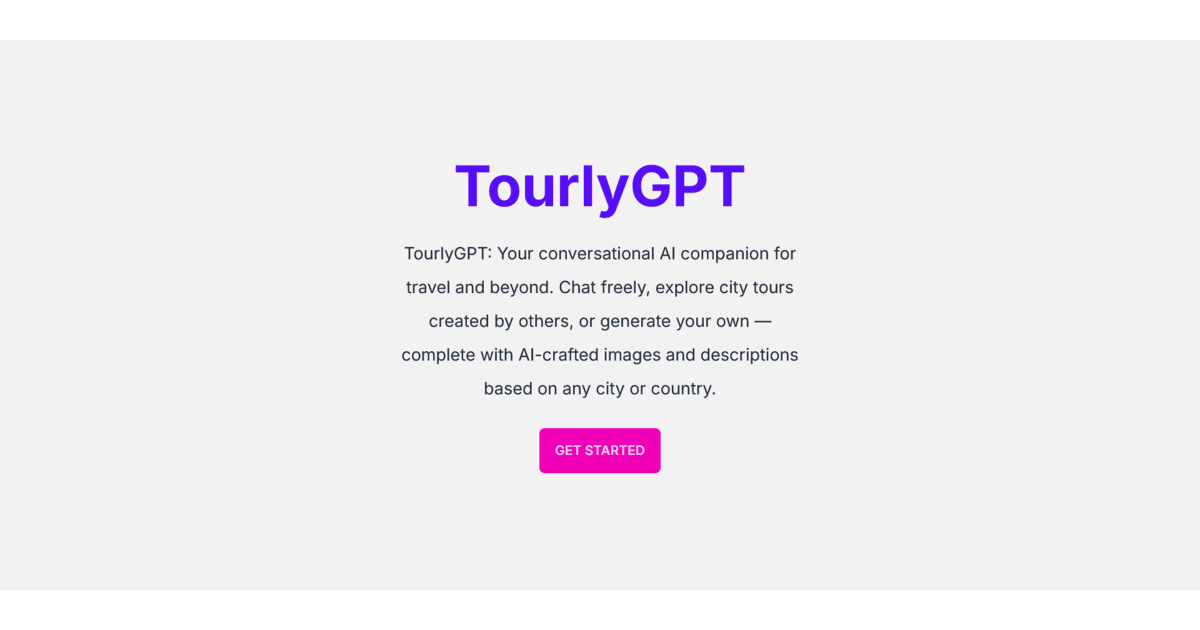 TourlyGPT
TourlyGPT: Your conversational AI companion for
travel and beyond. Chat freely, explore city tours
created by others, or generate your own —
complete with AI-crafted images and descriptions
based on any city or country.
GET STARTED